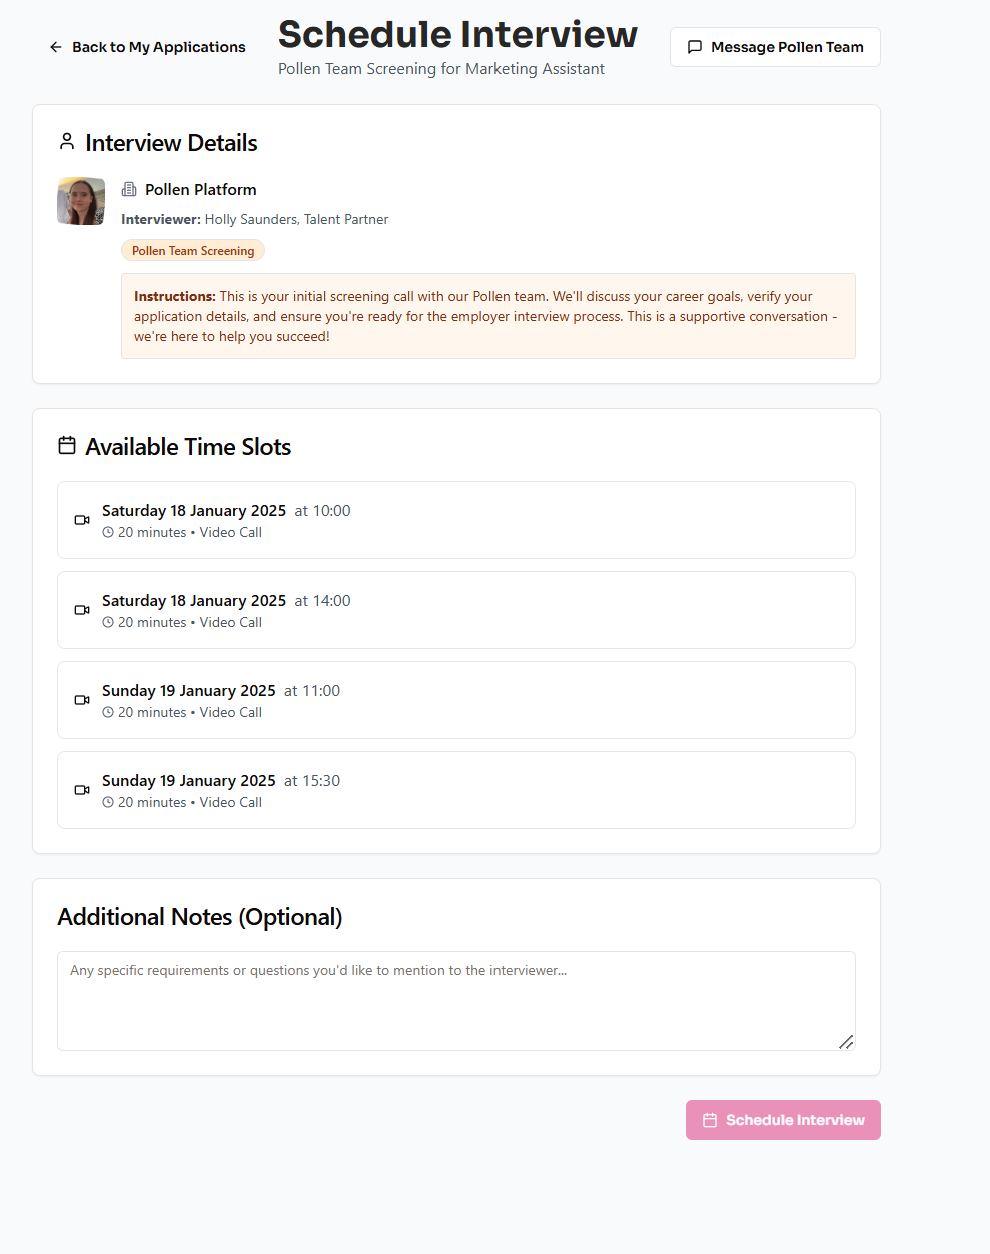 Back to My Applications
Schedule Interview
Pollen Team Screening for Marketing Assistant
Message Pollen Team
Interview Details
Pollen Platform
Interviewer: Holly Saunders, Talent Partner
Pollen Team Screening
Instructions: This is your initial screening call with our Pollen team. We'll discuss your career goals, verify your
application details, and ensure you're ready for the employer interview process. This is a supportive conversation -
we're here to help you succeed!
Available Time Slots
Saturday 18 January 2025 at 10:00
20 minutes • Video Call
Saturday 18 January 2025 at 14:00
20 minutes • Video Call
Sunday 19 January 2025 at 11:00
20 minutes • Video Call
Sunday 19 January 2025 at 15:30
20 minutes • Video Call
Additional Notes (Optional)
Any specific requirements or questions you'd like to mention to the interviewer...
Schedule Interview